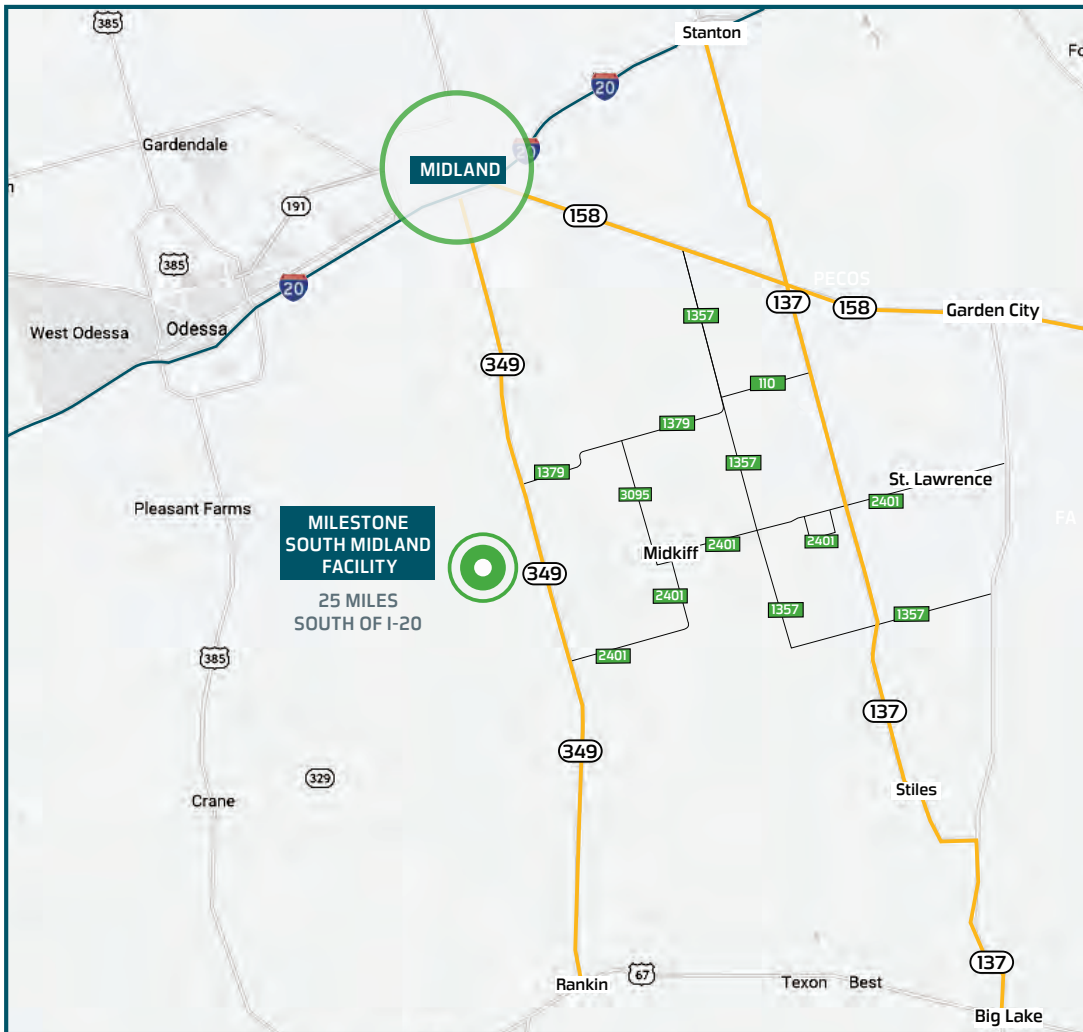 385
Stanton
Fo
20
Gardendale
20
MIDLAND
n
191
158
385
20
PECOS
137
158
Garden City
1357
West Odessa
Odessa
349
110
1379
1379
1357
St. Lawrence
3095
2401
Pleasant Farms
MILESTONE
SOUTH MIDLAND
FACILITY
FA
2401
2401
Midkiff
349
25 MILES
SOUTH OF I-20
2401
1357
1357
2401
385
137
349
329
Stiles
Crane
137
67
Rankin
Texon
Best
Big Lake